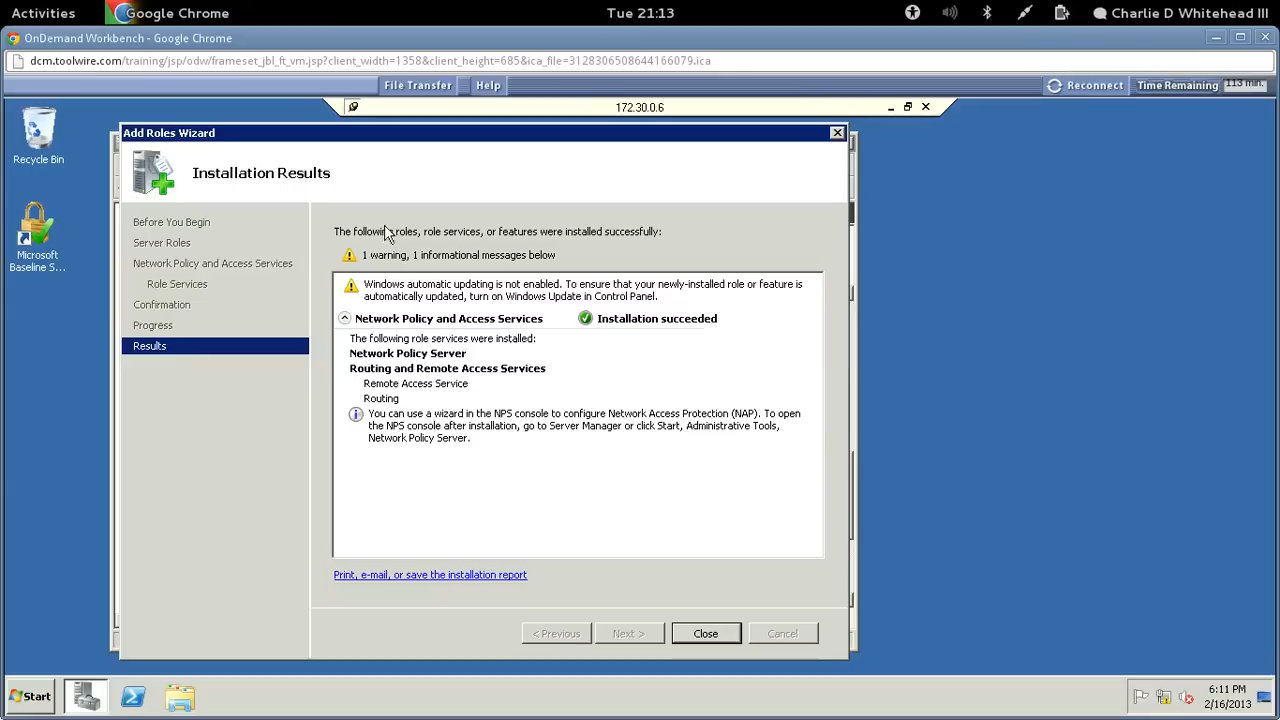 Activities
Google Chrome
Tue 21:13
Charlie D Whitehead III
OnDemand Workbench - Google Chrome
dcm.toolwire.com/training/jsp/odw/frameset_jbl_ft_vm.jsp?client_width=1358&client_height=685&ica_file=3128306508644166079.ica
File Transfer
Help
Reconnect
Time Remaining
113 min.
172.30.0.6
Recycle Bin
Microsoft
Baseline S...
Add Roles Wizard
Installation Results
Before You Begin
Server Roles
Network Policy and Access Services
Role Services
Confirmation
Progress
Results
The following roles, role services, or features were installed successfully:
1 warning, 1 informational messages below
Windows automatic updating is not enabled. To ensure that your newly-installed role or feature is
automatically updated, turn on Windows Update in Control Panel.
Network Policy and Access Services
Installation succeeded
The following role services were installed:
Network Policy Server
Routing and Remote Access Services
Remote Access Service
Routing
You can use a wizard in the NPS console to configure Network Access Protection (NAP). To open
the NPS console after installation, go to Server Manager or click Start, Administrative Tools,
Network Policy Server.
Print, e-mail, or save the installation report
< Previous
Next >
Close
Cancel
Start
6:11 PM
2/16/2013